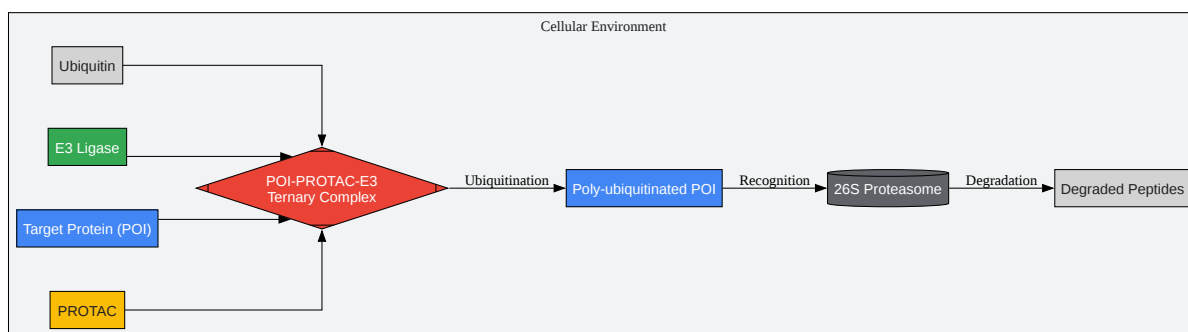 Cellular Environment
Ubiquitin
E3 Ligase
Target Protein (POI)
PROTAC
POI-PROTAC-E3
Ternary Complex
Ubiquitination
Poly-ubiquitinated POI
Recognition
26S Proteasome
Degradation
Degraded Peptides